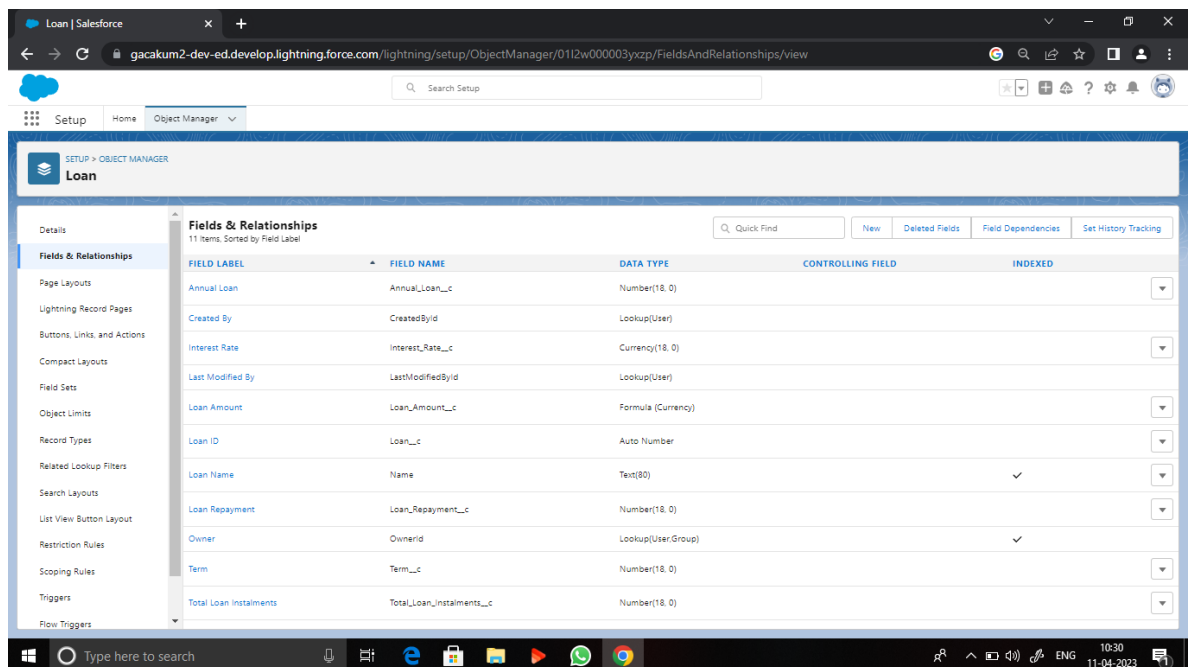 Loan | Salesforce
gacakum2-dev-ed.develop.lightning.force.com/lightning/setup/ObjectManager/01I2w000003yxzp/FieldsAndRelationships/view
Search Setup
Setup Home Object Manager
SETUP > OBJECT MANAGER
Loan
Details
Fields & Relationships
Page Layouts
Lightning Record Pages
Buttons, Links, and Actions
Compact Layouts
Field Sets
Object Limits
Record Types
Related Lookup Filters
Search Layouts
List View Button Layout
Restriction Rules
Scoping Rules
Triggers
Flow Triggers
Fields & Relationships
11 Items, Sorted by Field Label
Quick Find New Deleted Fields Field Dependencies Set History Tracking
FIELD LABEL FIELD NAME DATA TYPE CONTROLLING FIELD INDEXED
Annual Loan Annual_Loan__c Number(18, 0)
Created By CreatedById Lookup(User)
Interest Rate Interest_Rate__c Currency(18, 0)
Last Modified By LastModifiedById Lookup(User)
Loan Amount Loan_Amount__c Formula (Currency)
Loan ID Loan__c Auto Number
Loan Name Name Text(80)
Loan Repayment Loan_Repayment__c Number(18, 0)
Owner OwnerId Lookup(User,Group)
Term Term__c Number(18, 0)
Total Loan Instalments Total_Loan_Instalments__c Number(18, 0)
Type here to search
ENG
10:30
11-04-2023